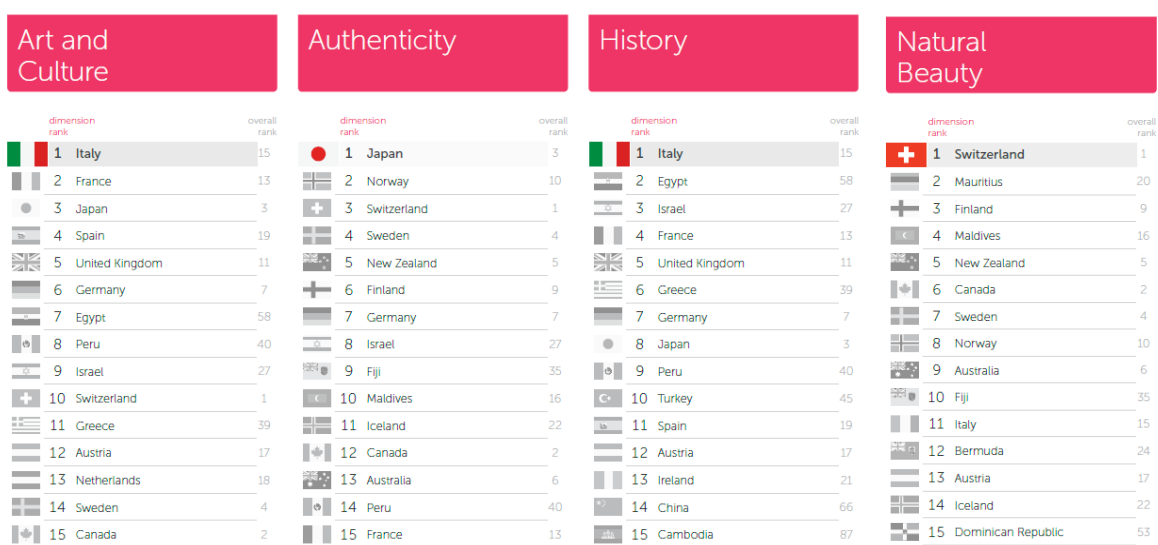 Art and
Culture
dimension
rank
overall
rank
1 Italy 15
2 France 13
3 Japan 3
4 Spain 19
5 United Kingdom 11
6 Germany 7
7 Egypt 58
8 Peru 40
9 Israel 27
10 Switzerland 1
11 Greece 39
12 Austria 17
13 Netherlands 18
14 Sweden 4
15 Canada 2
Authenticity
dimension
rank
overall
rank
1 Japan 3
2 Norway 10
3 Switzerland 1
4 Sweden 4
5 New Zealand 5
6 Finland 9
7 Germany 7
8 Israel 27
9 Fiji 35
10 Maldives 16
11 Iceland 22
12 Canada 2
13 Australia 6
14 Peru 40
15 France 13
History
dimension
rank
overall
rank
1 Italy 15
2 Egypt 58
3 Israel 27
4 France 13
5 United Kingdom 11
6 Greece 39
7 Germany 7
8 Japan 3
9 Peru 40
10 Turkey 45
11 Spain 19
12 Austria 17
13 Ireland 21
14 China 66
15 Cambodia 87
Natural
Beauty
dimension
rank
overall
rank
1 Switzerland 1
2 Mauritius 20
3 Finland 9
4 Maldives 16
5 New Zealand 5
6 Canada 2
7 Sweden 4
8 Norway 10
9 Australia 6
10 Fiji 35
11 Italy 15
12 Bermuda 24
13 Austria 17
14 Iceland 22
15 Dominican Republic 53